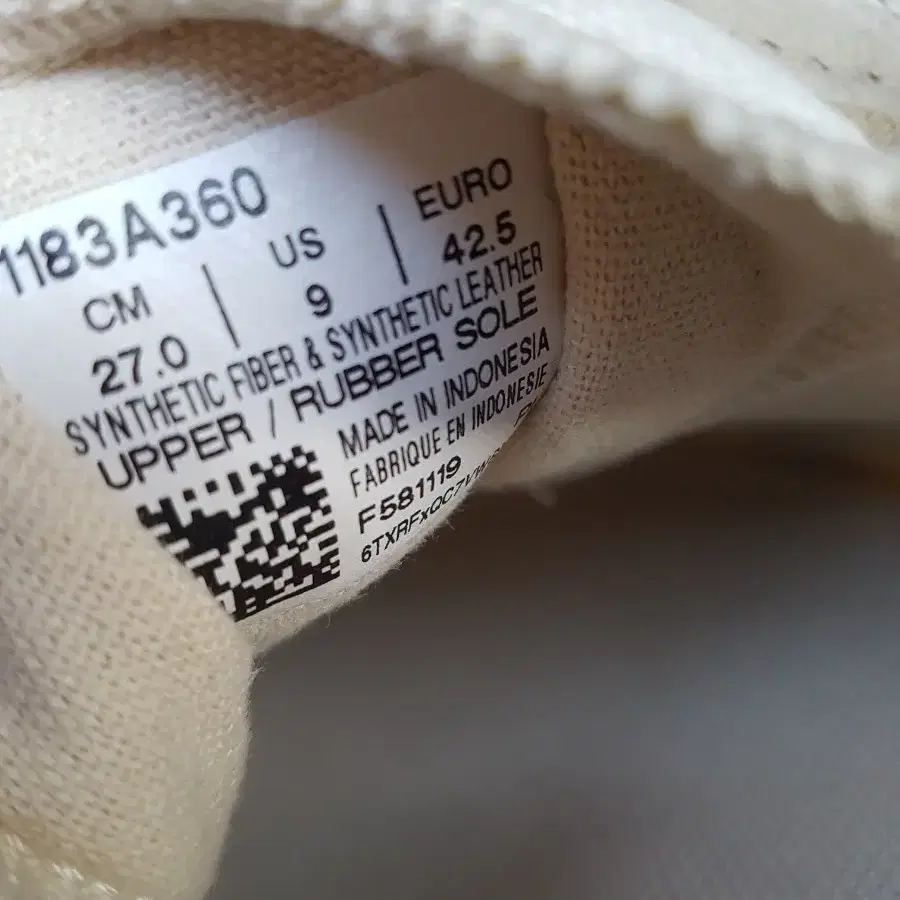 1183A360
CM | US | EURO
27.0 | 9 | 42.5
SYNTHETIC FIBER & SYNTHETIC LEATHER
UPPER / RUBBER SOLE
MADE IN INDONESIA
FABRIQUE EN INDONESIE
F581119